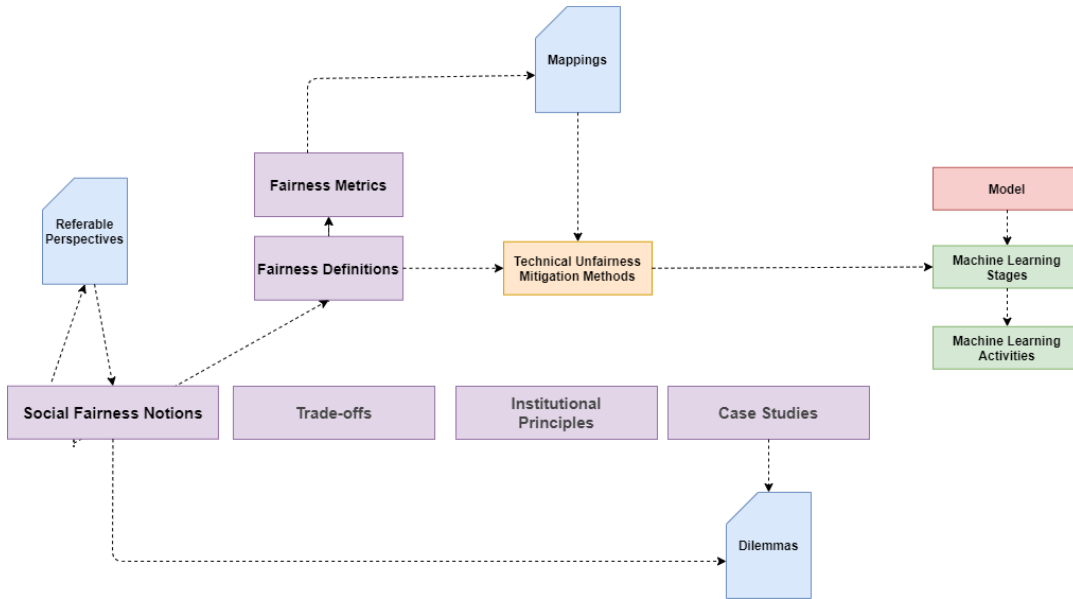 Mappings
Fairness Metrics
Model
Referable
Perspectives
Fairness Definitions
Technical Unfairness
Mitigation Methods
Machine Learning
Stages
Machine Learning
Activities
Social Fairness Notions
Trade-offs
Institutional
Principles
Case Studies
Dilemmas